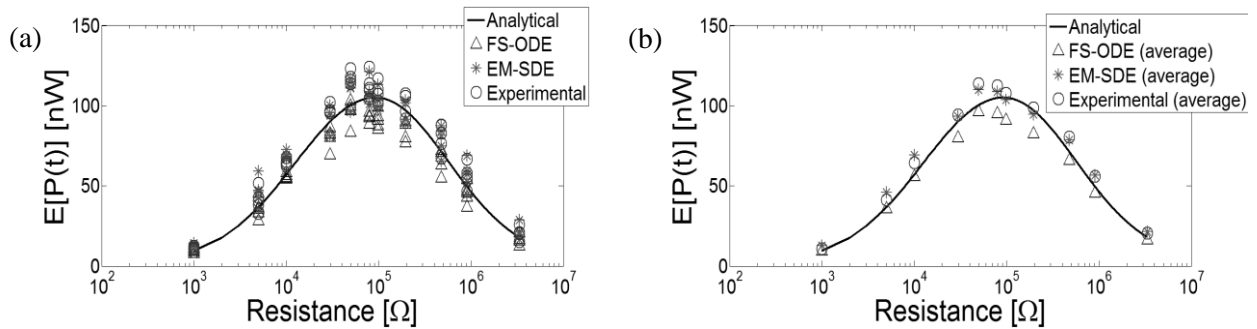 (a)
E[P(t)] [nW]
150
100
50
0
10^2 10^3 10^4 10^5 10^6 10^7
Resistance [Ω]
Analytical
FS-ODE
EM-SDE
Experimental
(b)
E[P(t)] [nW]
150
100
50
0
10^2 10^3 10^4 10^5 10^6 10^7
Resistance [Ω]
Analytical
FS-ODE (average)
EM-SDE (average)
Experimental (average)